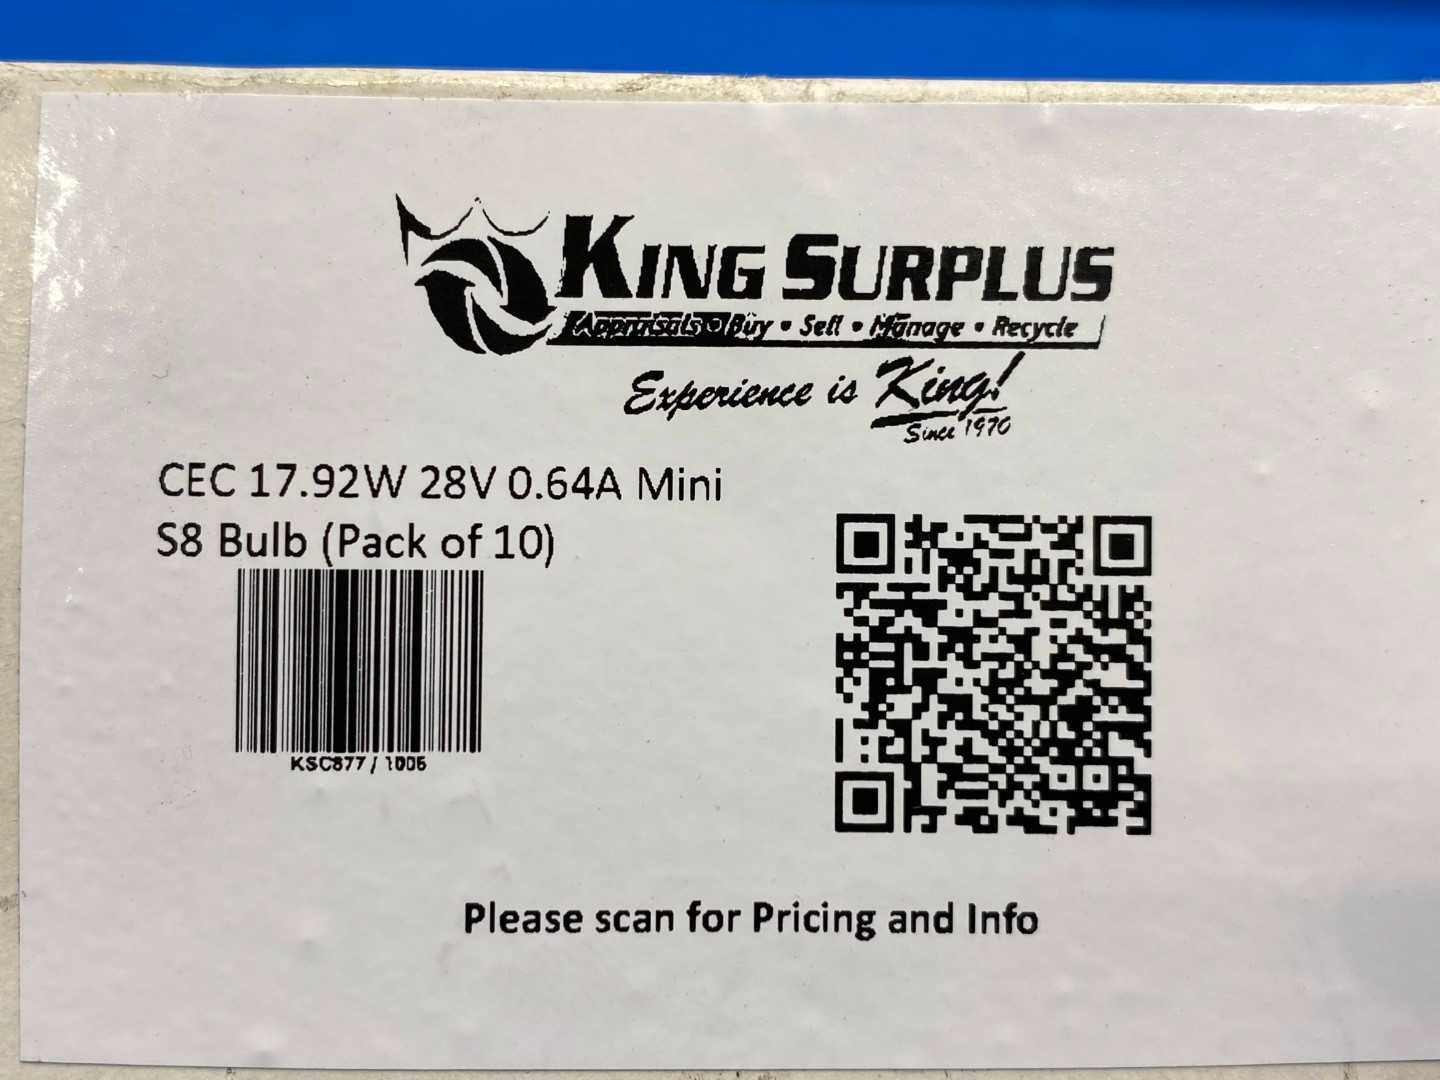 KING SURPLUS
Appraisals • Buy • Sell • Manage • Recycle
Experience is King!
Since 1970
CEC 17.92W 28V 0.64A Mini
S8 Bulb (Pack of 10)
KSC877 / 1006
Please scan for Pricing and Info